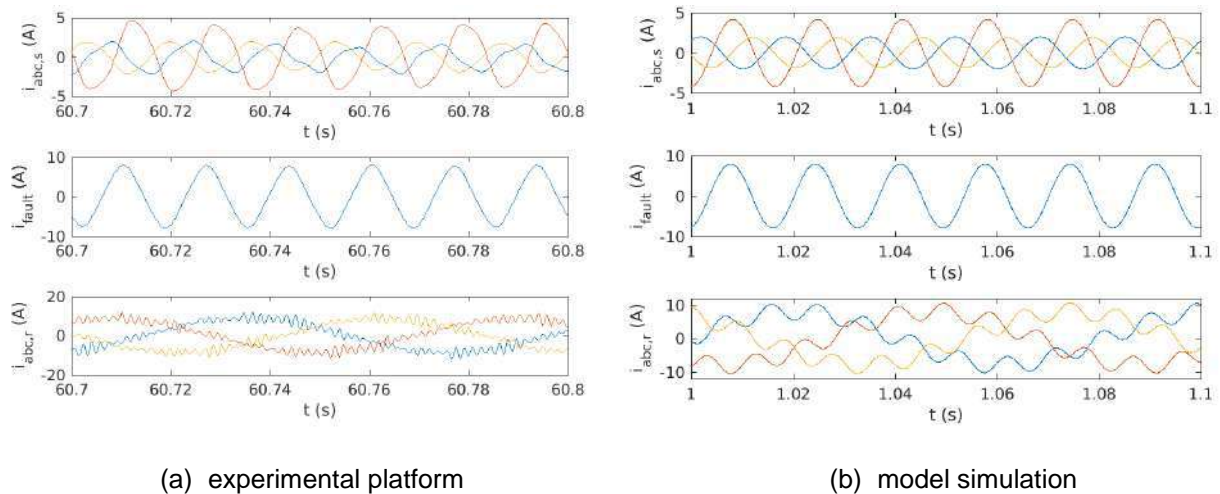 5
0
-5
i_abc,s (A)
60.7 60.72 60.74 60.76 60.78 60.8
t (s)
10
0
-10
i_fault (A)
60.7 60.72 60.74 60.76 60.78 60.8
t (s)
20
0
-20
i_abc,r (A)
60.7 60.72 60.74 60.76 60.78 60.8
t (s)
(a) experimental platform
5
0
-5
i_abc,s (A)
1 1.02 1.04 1.06 1.08 1.1
t (s)
10
0
-10
i_fault (A)
1 1.02 1.04 1.06 1.08 1.1
t (s)
10
0
-10
i_abc,r (A)
1 1.02 1.04 1.06 1.08 1.1
t (s)
(b) model simulation